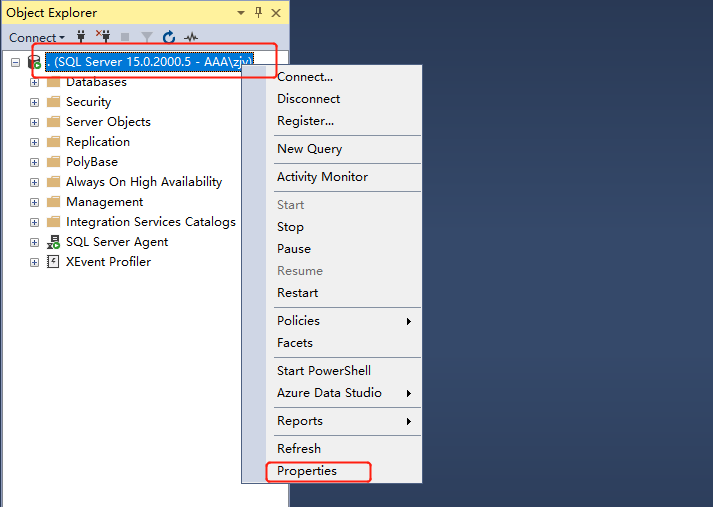 Object Explorer
Connect
. (SQL Server 15.0.2000.5 - AAA\zjv)
Databases
Security
Server Objects
Replication
PolyBase
Always On High Availability
Management
Integration Services Catalogs
SQL Server Agent
XEvent Profiler
Connect...
Disconnect
Register...
New Query
Activity Monitor
Start
Stop
Pause
Resume
Restart
Policies
Facets
Start PowerShell
Azure Data Studio
Reports
Refresh
Properties